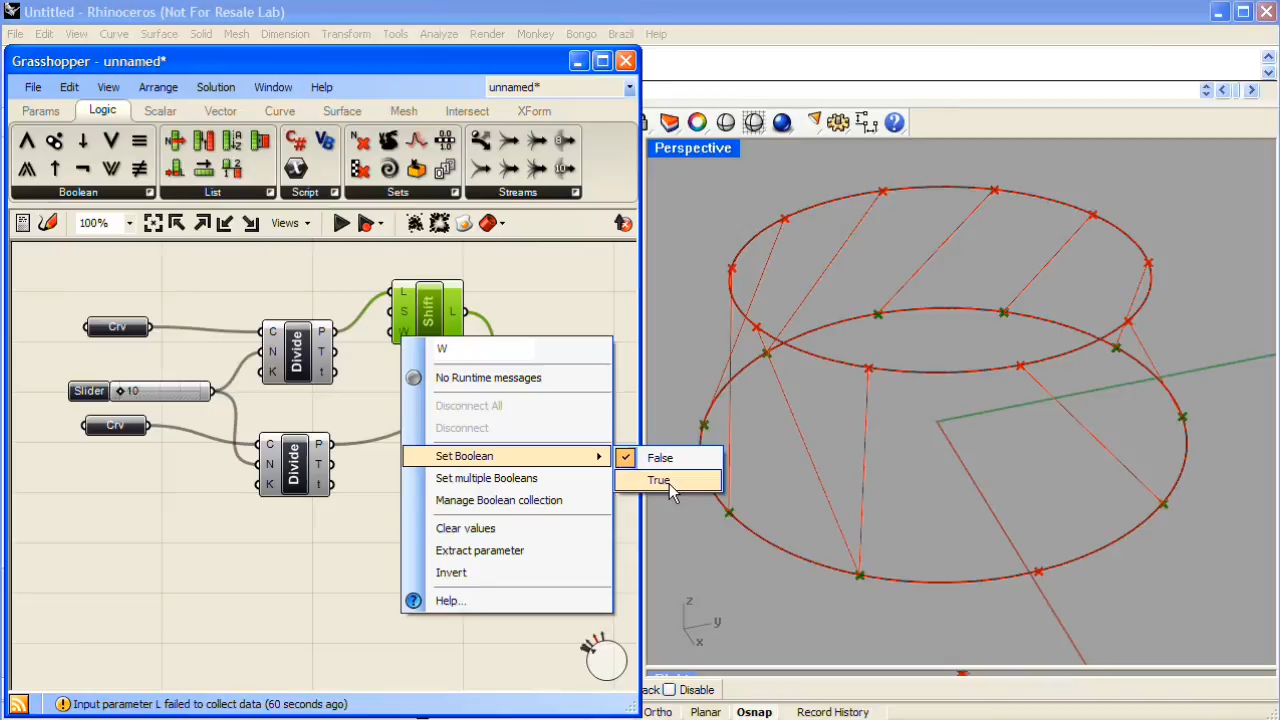 Untitled - Rhinoceros (Not For Resale Lab)
File Edit View Curve Surface Solid Mesh Dimension Transform Tools Analyze Render Monkey Bongo Brazil Help
Grasshopper - unnamed*
File Edit View Arrange Solution Window Help unnamed*
Params Logic Scalar Vector Curve Surface Mesh Intersect XForm
Boolean List Script Sets Streams
100% Views
Perspective
Crv
C N K Divide P T t
L S W Shift L
Slider 10
Crv
C N K Divide P T t
W
No Runtime messages
Disconnect All
Disconnect
Set Boolean
Set multiple Booleans
Manage Boolean collection
Clear values
Extract parameter
Invert
Help...
False
True
z
y
x
Input parameter L failed to collect data (60 seconds ago)
ack Disable
Ortho Planar Osnap Record History